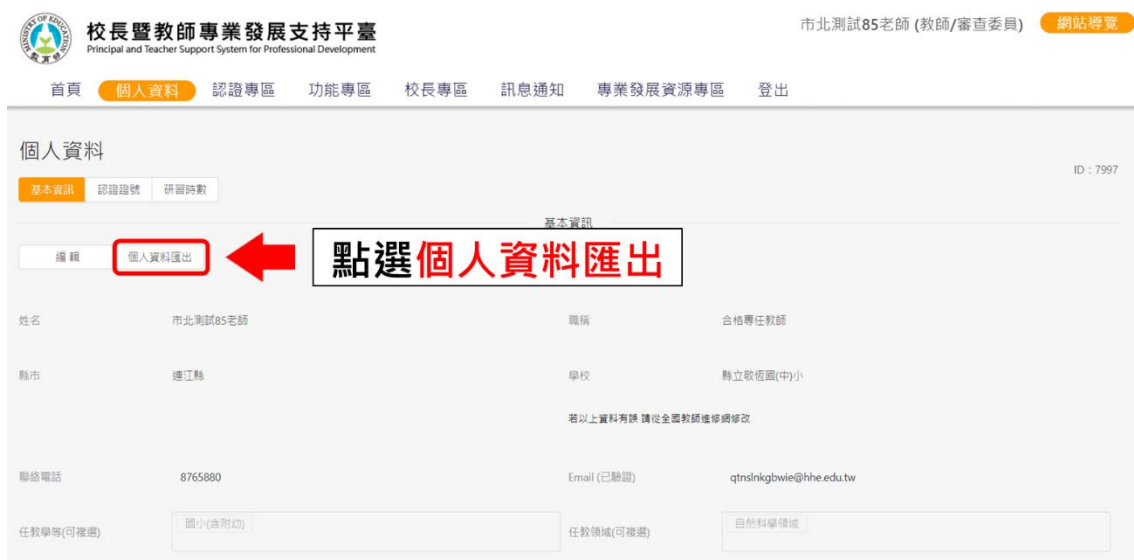 MINISTRY OF EDUCATION
教育部
校長暨教師專業發展支持平臺
Principal and Teacher Support System for Professional Development
市北測試85老師 (教師/審查委員)
網站導覽
首頁 個人資料 認證專區 功能專區 校長專區 訊息通知 專業發展資源專區 登出
個人資料
ID：7997
基本資訊 認證證號 研習時數
基本資訊
編 輯 個人資料匯出
點選個人資料匯出
姓名 市北測試85老師 職稱 合格專任教師
縣市 連江縣 學校 縣立敬恆國(中)小
若以上資料有誤 請從全國教師進修網修改
聯絡電話 8765880 Email (已驗證) qtnslnkgbwie@hhe.edu.tw
任教學等(可複選) 國小(含附幼) 任教領域(可複選) 自然科學領域